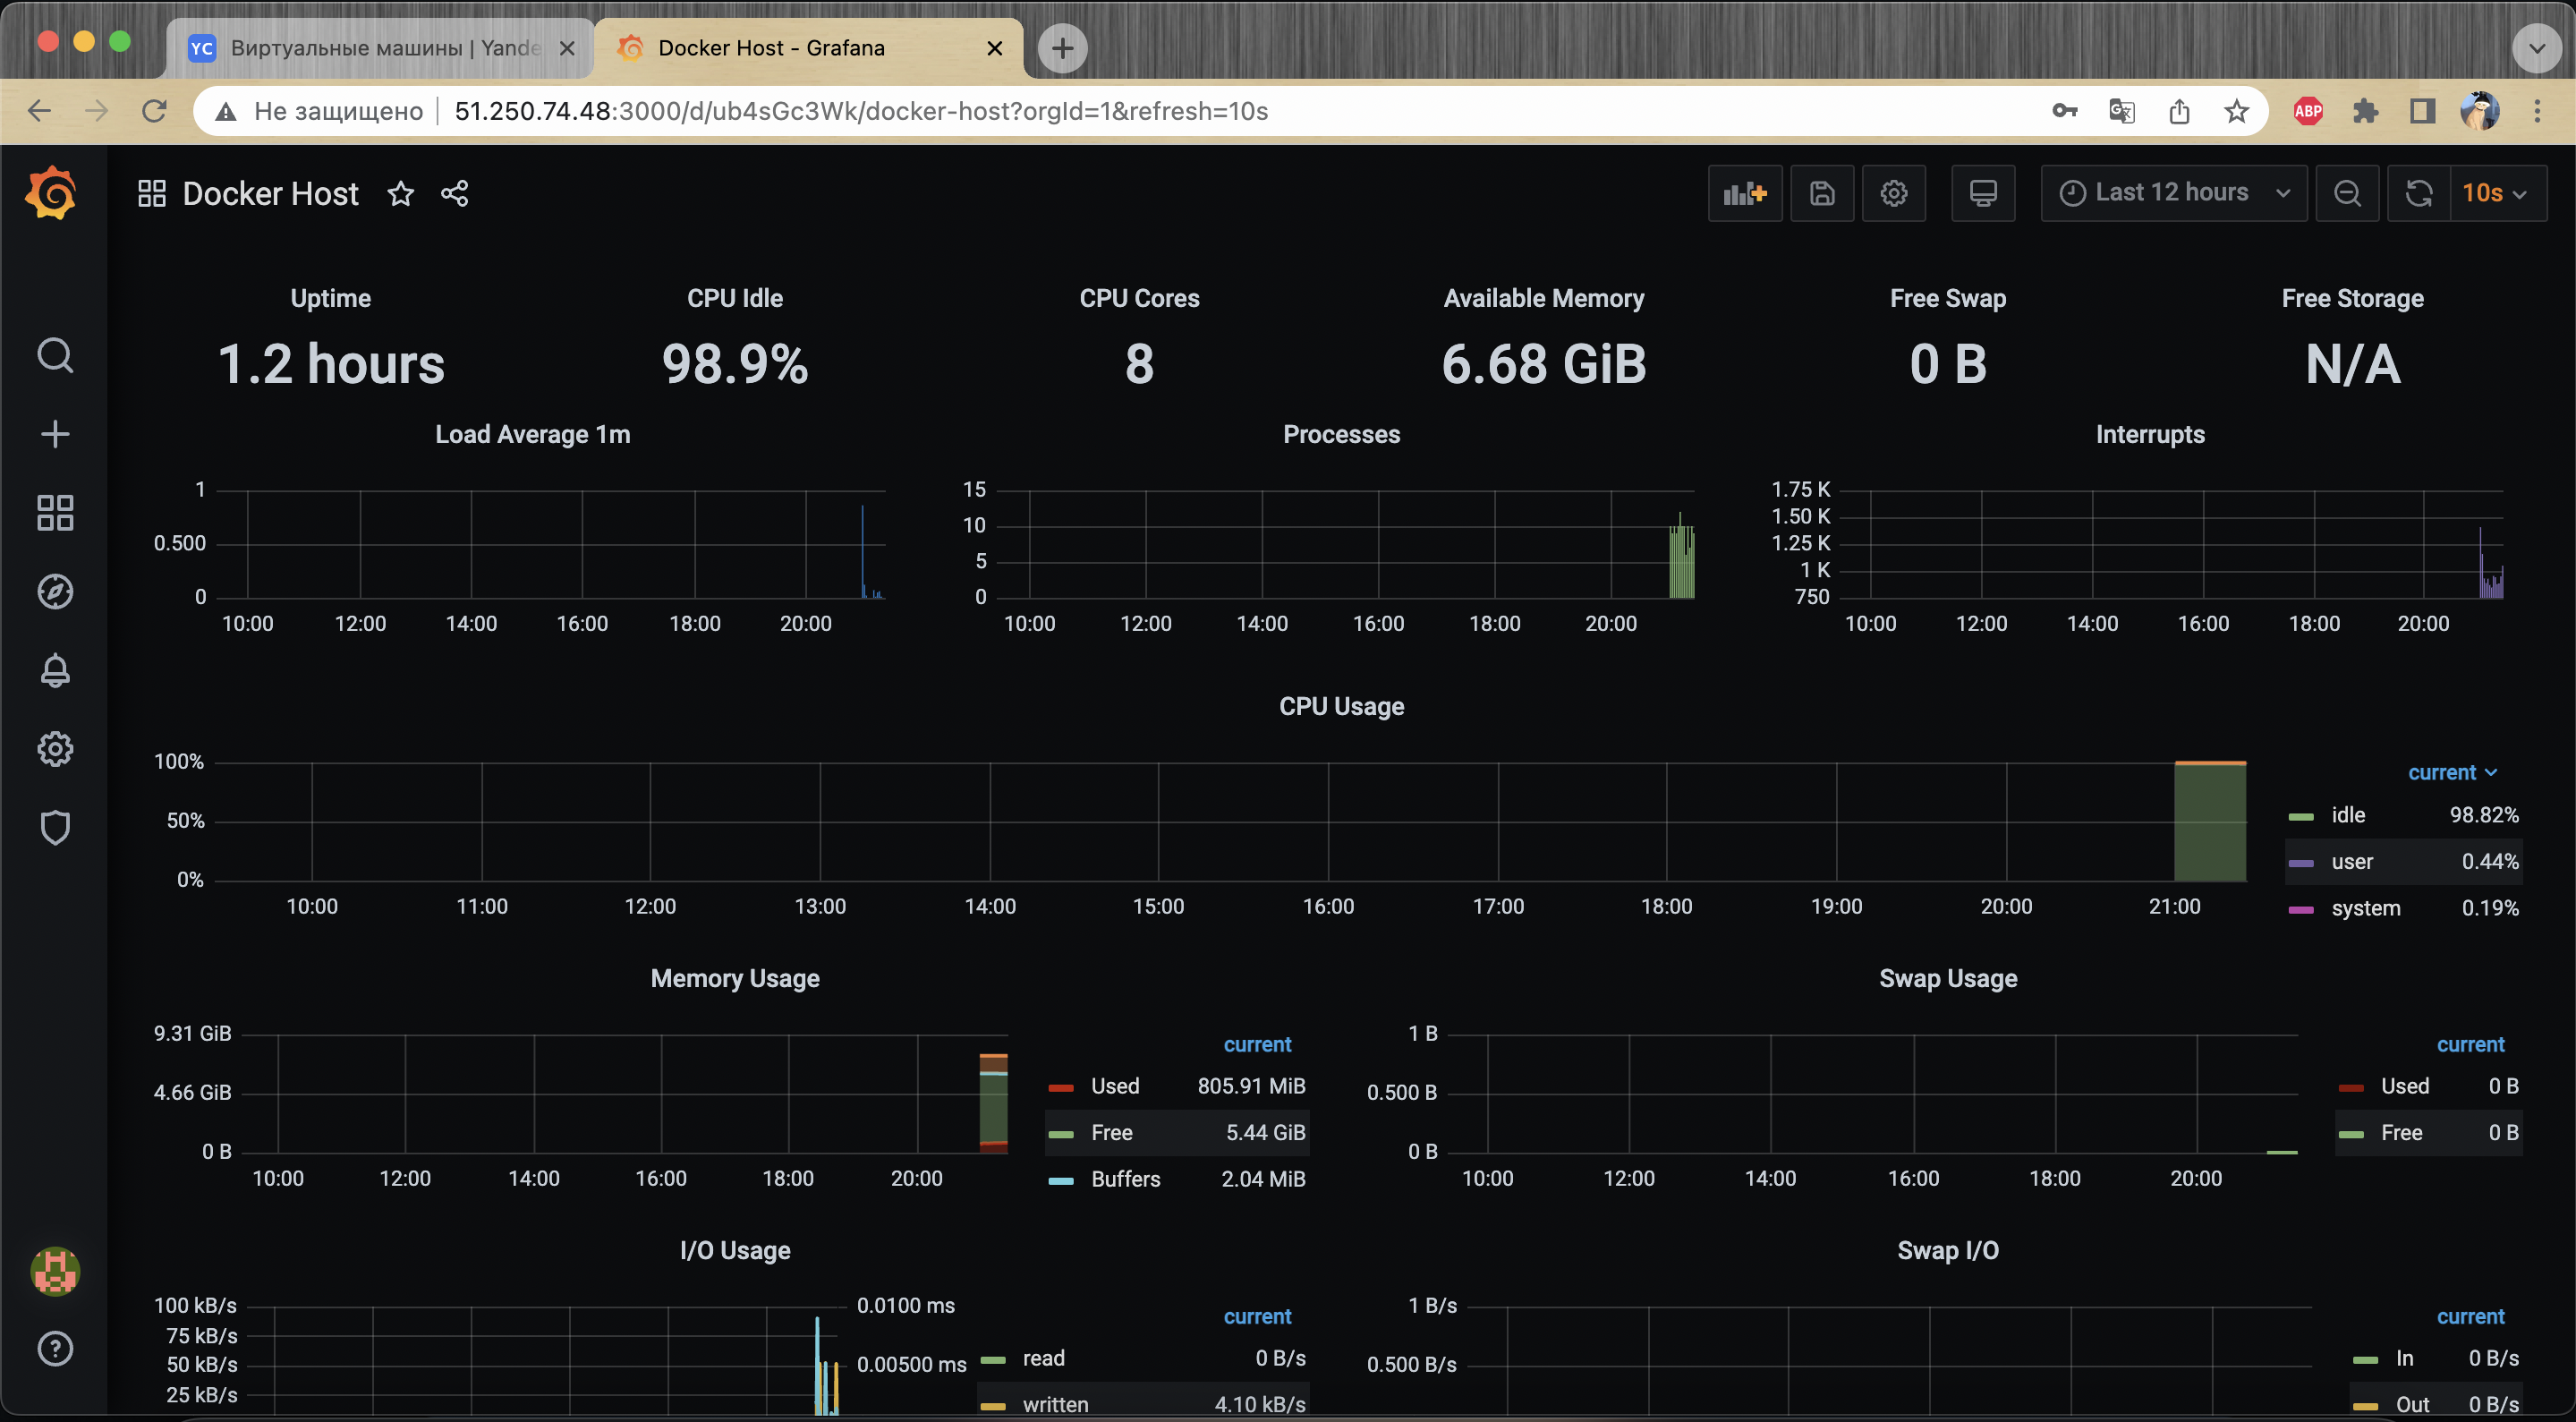 YC Виртуальные машины | Yande
Docker Host - Grafana
Не защищено 51.250.74.48:3000/d/ub4sGc3Wk/docker-host?orgId=1&refresh=10s
ABP
Docker Host
Last 12 hours
10s
Uptime
1.2 hours
CPU Idle
98.9%
CPU Cores
8
Available Memory
6.68 GiB
Free Swap
0 B
Free Storage
N/A
Load Average 1m
1
0.500
0
10:00 12:00 14:00 16:00 18:00 20:00
Processes
15
10
5
0
10:00 12:00 14:00 16:00 18:00 20:00
Interrupts
1.75 K
1.50 K
1.25 K
1 K
750
10:00 12:00 14:00 16:00 18:00 20:00
CPU Usage
100%
50%
0%
10:00 11:00 12:00 13:00 14:00 15:00 16:00 17:00 18:00 19:00 20:00 21:00
current
idle 98.82%
user 0.44%
system 0.19%
Memory Usage
9.31 GiB
4.66 GiB
0 B
10:00 12:00 14:00 16:00 18:00 20:00
current
Used 805.91 MiB
Free 5.44 GiB
Buffers 2.04 MiB
Swap Usage
1 B
0.500 B
0 B
10:00 12:00 14:00 16:00 18:00 20:00
current
Used 0 B
Free 0 B
I/O Usage
100 kB/s
75 kB/s
50 kB/s
25 kB/s
0.0100 ms
0.00500 ms
current
read 0 B/s
written 4.10 kB/s
Swap I/O
1 B/s
0.500 B/s
current
In 0 B/s
Out 0 B/s